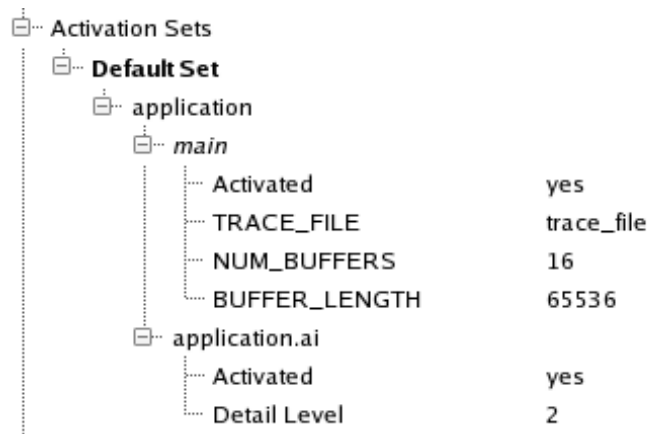 Activation Sets
Default Set
application
main
Activated yes
TRACE_FILE trace_file
NUM_BUFFERS 16
BUFFER_LENGTH 65536
application.ai
Activated yes
Detail Level 2